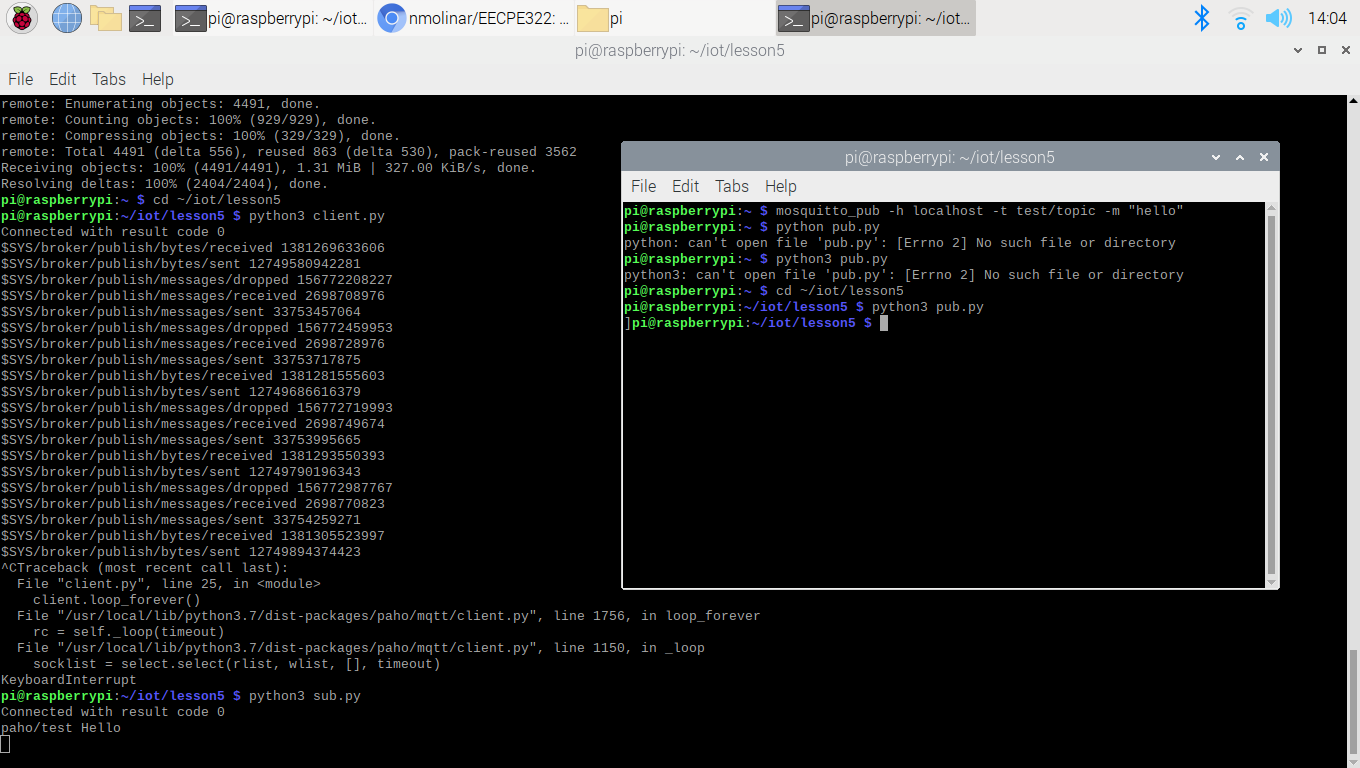 pi@raspberrypi: ~/iot...
nmolinar/EECPE322: ...
pi
pi@raspberrypi: ~/iot...
14:04
pi@raspberrypi: ~/iot/lesson5
File Edit Tabs Help
remote: Enumerating objects: 4491, done.
remote: Counting objects: 100% (929/929), done.
remote: Compressing objects: 100% (329/329), done.
remote: Total 4491 (delta 556), reused 863 (delta 530), pack-reused 3562
Receiving objects: 100% (4491/4491), 1.31 MiB | 327.00 KiB/s, done.
Resolving deltas: 100% (2404/2404), done.
pi@raspberrypi:~ $ cd ~/iot/lesson5
pi@raspberrypi:~/iot/lesson5 $ python3 client.py
Connected with result code 0
$SYS/broker/publish/bytes/received 1381269633606
$SYS/broker/publish/bytes/sent 12749580942281
$SYS/broker/publish/messages/dropped 156772208227
$SYS/broker/publish/messages/received 2698708976
$SYS/broker/publish/messages/sent 33753457064
$SYS/broker/publish/messages/dropped 156772459953
$SYS/broker/publish/messages/received 2698728976
$SYS/broker/publish/messages/sent 33753717875
$SYS/broker/publish/bytes/received 1381281555603
$SYS/broker/publish/bytes/sent 12749686616379
$SYS/broker/publish/messages/dropped 156772719993
$SYS/broker/publish/messages/received 2698749674
$SYS/broker/publish/messages/sent 33753995665
$SYS/broker/publish/bytes/received 1381293550393
$SYS/broker/publish/bytes/sent 12749790196343
$SYS/broker/publish/messages/dropped 156772987767
$SYS/broker/publish/messages/received 2698770823
$SYS/broker/publish/messages/sent 33754259271
$SYS/broker/publish/bytes/received 1381305523997
$SYS/broker/publish/bytes/sent 12749894374423
^CTraceback (most recent call last):
  File "client.py", line 25, in <module>
    client.loop_forever()
  File "/usr/local/lib/python3.7/dist-packages/paho/mqtt/client.py", line 1756, in loop_forever
    rc = self._loop(timeout)
  File "/usr/local/lib/python3.7/dist-packages/paho/mqtt/client.py", line 1150, in _loop
    socklist = select.select(rlist, wlist, [], timeout)
KeyboardInterrupt
pi@raspberrypi:~/iot/lesson5 $ python3 sub.py
Connected with result code 0
paho/test Hello
pi@raspberrypi: ~/iot/lesson5
File Edit Tabs Help
pi@raspberrypi:~ $ mosquitto_pub -h localhost -t test/topic -m "hello"
pi@raspberrypi:~ $ python pub.py
python: can't open file 'pub.py': [Errno 2] No such file or directory
pi@raspberrypi:~ $ python3 pub.py
python3: can't open file 'pub.py': [Errno 2] No such file or directory
pi@raspberrypi:~ $ cd ~/iot/lesson5
pi@raspberrypi:~/iot/lesson5 $ python3 pub.py
]pi@raspberrypi:~/iot/lesson5 $